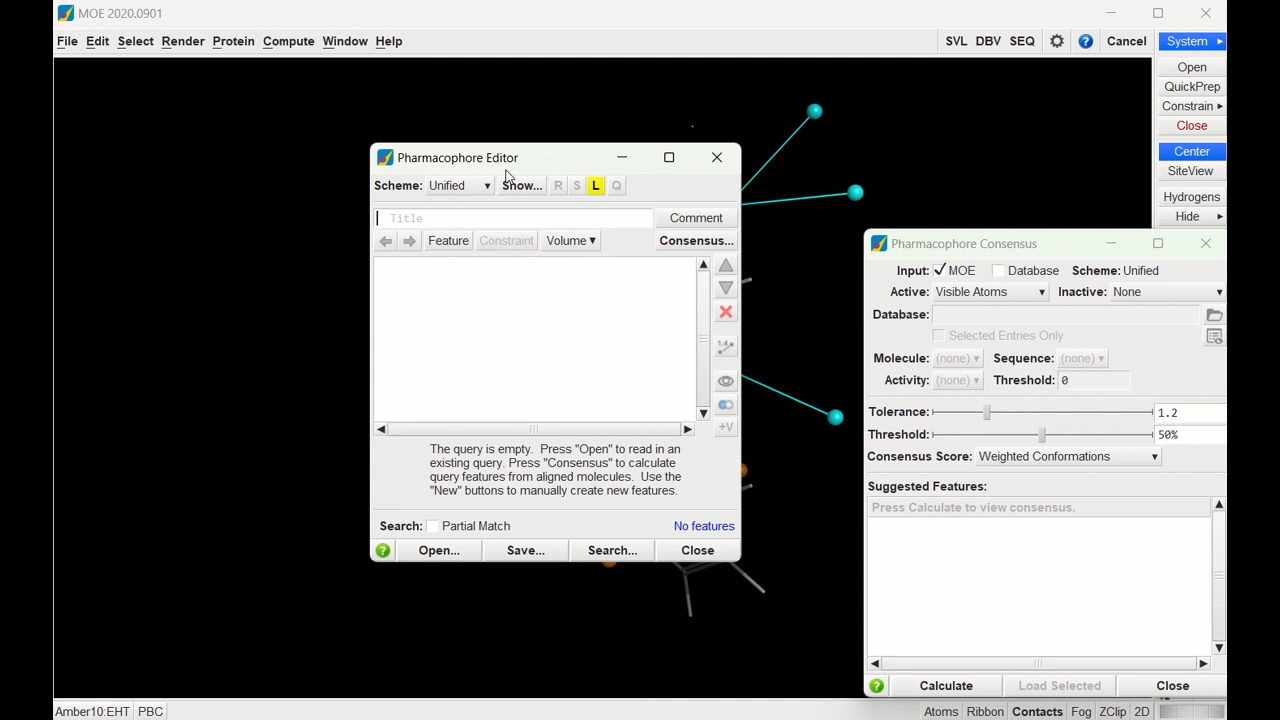 MOE 2020.0901
File Edit Select Render Protein Compute Window Help
SVL DBV SEQ Cancel
System
Open
QuickPrep
Constrain
Close
Center
SiteView
Hydrogens
Hide
Pharmacophore Editor
Scheme: Unified Show... R S L Q
Title Comment
Feature Constraint Volume Consensus...
+V
The query is empty. Press "Open" to read in an
existing query. Press "Consensus" to calculate
query features from aligned molecules. Use the
"New" buttons to manually create new features.
Search: Partial Match No features
Open... Save... Search... Close
Pharmacophore Consensus
Input: MOE Database Scheme: Unified
Active: Visible Atoms Inactive: None
Database:
Selected Entries Only
Molecule: (none) Sequence: (none)
Activity: (none) Threshold: 0
Tolerance: 1.2
Threshold: 50%
Consensus Score: Weighted Conformations
Suggested Features:
Press Calculate to view consensus.
Calculate Load Selected Close
Amber10:EHT PBC
Atoms Ribbon Contacts Fog ZClip 2D